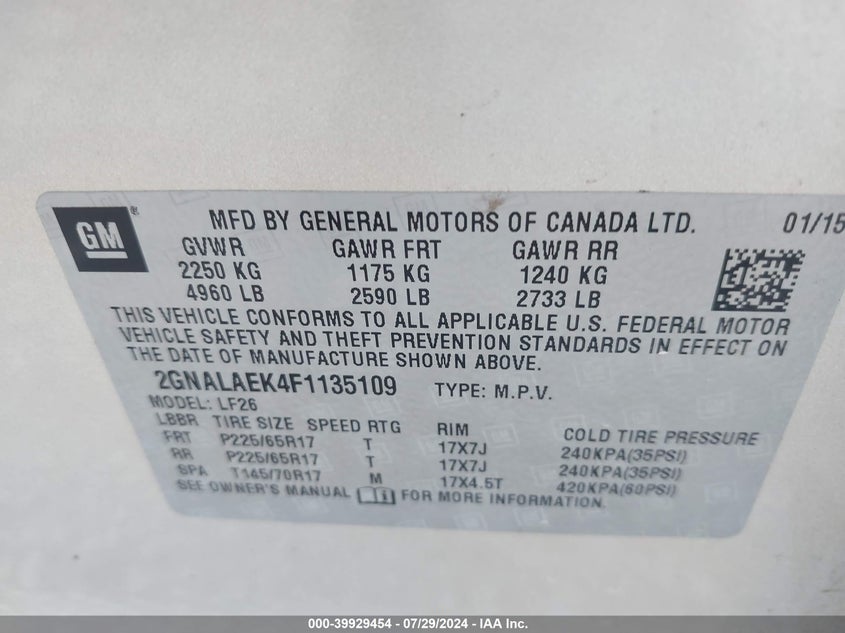 GM®
MFD BY GENERAL MOTORS OF CANADA LTD. 01/15
GVWR GAWR FRT GAWR RR
2250 KG 1175 KG 1240 KG
4960 LB 2590 LB 2733 LB
THIS VEHICLE CONFORMS TO ALL APPLICABLE U.S. FEDERAL MOTOR
VEHICLE SAFETY AND THEFT PREVENTION STANDARDS IN EFFECT ON
THE DATE OF MANUFACTURE SHOWN ABOVE.
2GNALAEK4F1135109 TYPE: M.P.V.
MODEL: LF26
LBBR TIRE SIZE SPEED RTG RIM COLD TIRE PRESSURE
FRT P225/65R17 T 17X7J 240KPA(35PSI)
RR P225/65R17 T 17X7J 240KPA(35PSI)
SPA T145/70R17 M 17X4.5T 420KPA(60PSI)
SEE OWNER'S MANUAL FOR MORE INFORMATION.
000-39929454 / 07/29/2024 - IAA Inc.